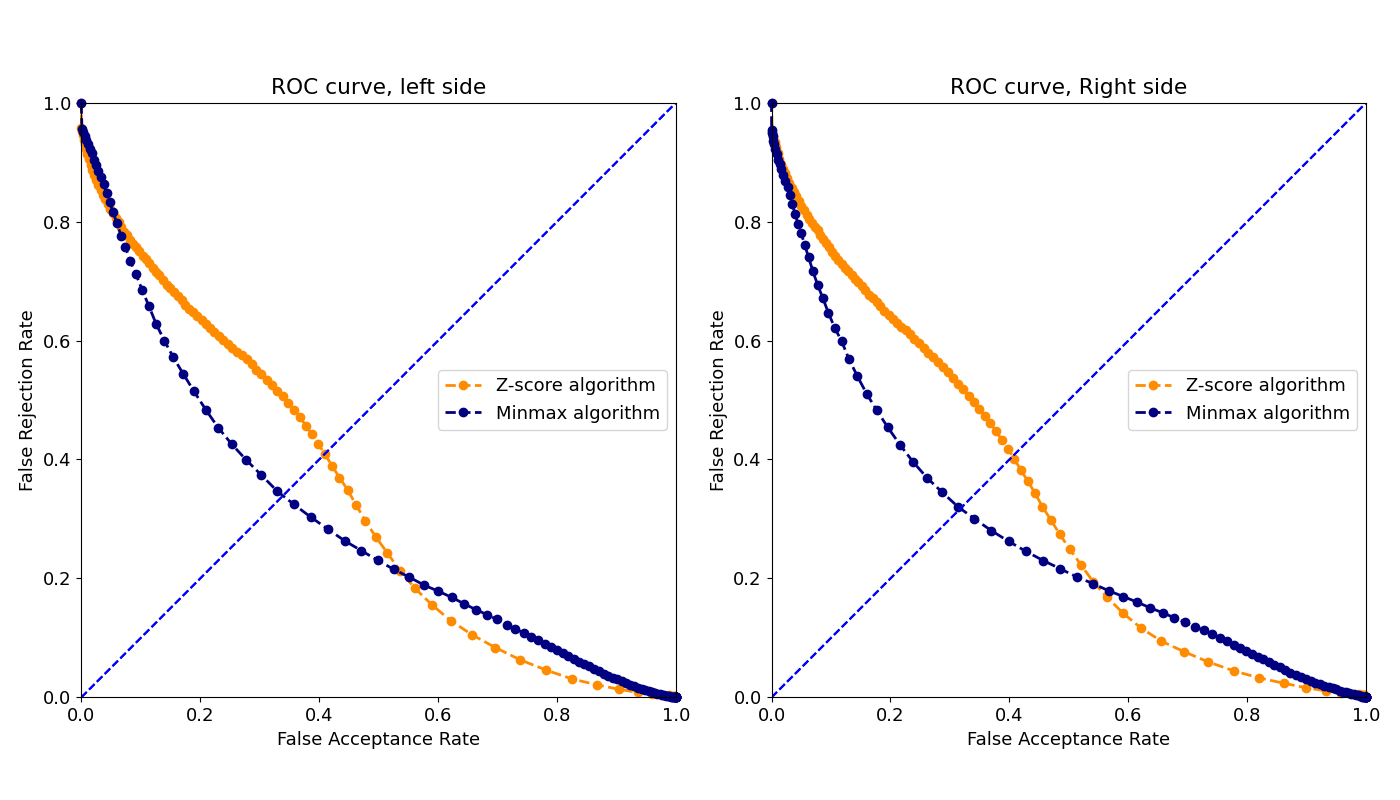 ROC curve, left side
1.0
0.8
0.6
0.4
0.2
0.0
False Rejection Rate
Z-score algorithm
Minmax algorithm
0.0 0.2 0.4 0.6 0.8 1.0
False Acceptance Rate
ROC curve, Right side
1.0
0.8
0.6
0.4
0.2
0.0
False Rejection Rate
Z-score algorithm
Minmax algorithm
0.0 0.2 0.4 0.6 0.8 1.0
False Acceptance Rate